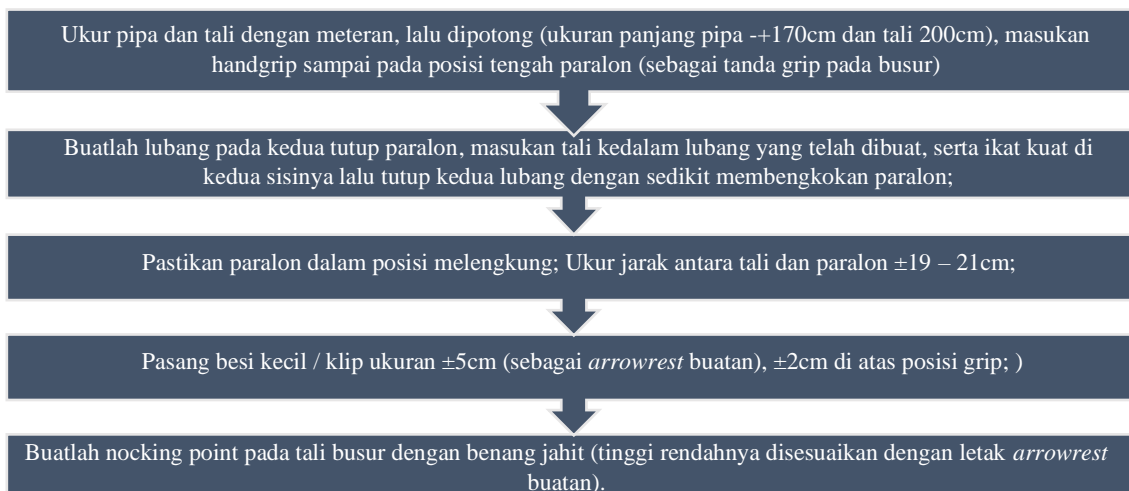 Ukur pipa dan tali dengan meteran, lalu dipotong (ukuran panjang pipa -+170cm dan tali 200cm), masukan
handgrip sampai pada posisi tengah paralon (sebagai tanda grip pada busur)
Buatlah lubang pada kedua tutup paralon, masukan tali kedalam lubang yang telah dibuat, serta ikat kuat di
kedua sisinya lalu tutup kedua lubang dengan sedikit membengkokan paralon;
Pastikan paralon dalam posisi melengkung; Ukur jarak antara tali dan paralon ±19 – 21cm;
Pasang besi kecil / klip ukuran ±5cm (sebagai arrowrest buatan), ±2cm di atas posisi grip; )
Buatlah nocking point pada tali busur dengan benang jahit (tinggi rendahnya disesuaikan dengan letak arrowrest
buatan).